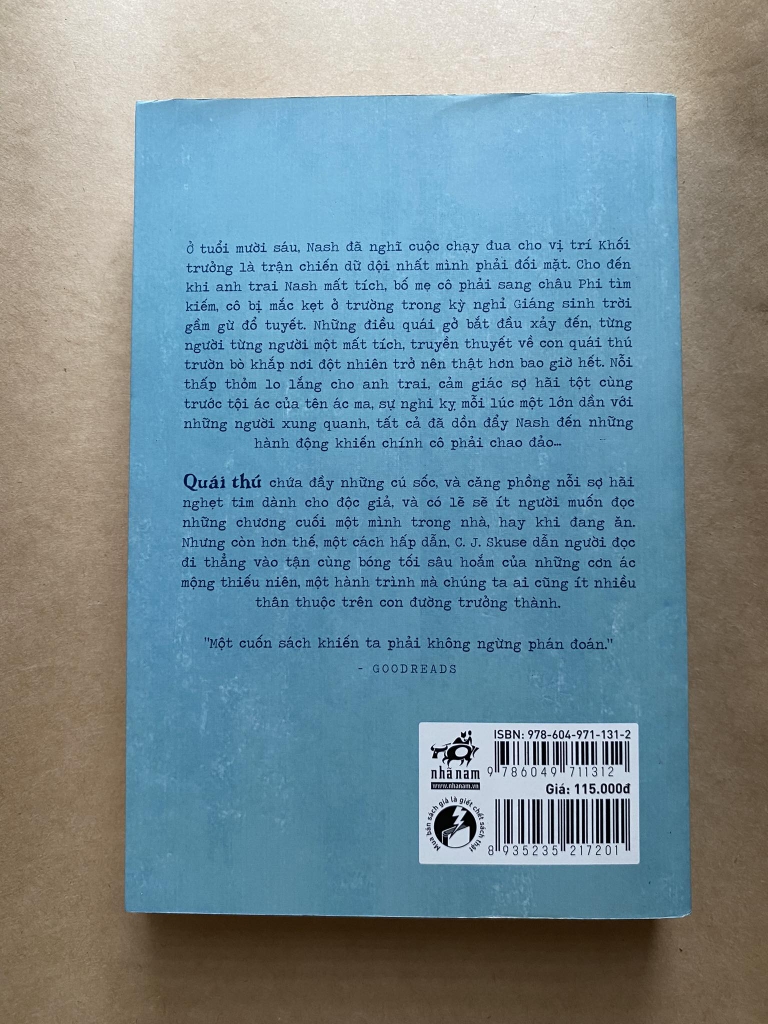 Ở tuổi mười sáu, Nash đã nghĩ cuộc chạy đua cho vị trí Khối
trưởng là trận chiến dữ dội nhất mình phải đối mặt. Cho đến
khi anh trai Nash mất tích, bố mẹ cô phải sang châu Phi tìm
kiếm, cô bị mắc kẹt ở trường trong kỳ nghỉ Giáng sinh trời
gầm gừ đổ tuyết. Những điều quái gở bắt đầu xảy đến, từng
người từng người một mất tích, truyền thuyết về con quái thú
trườn bò khắp nơi đột nhiên trở nên thật hơn bao giờ hết. Nỗi
thấp thỏm lo lắng cho anh trai, cảm giác sợ hãi tột cùng
trước tội ác của tên ác ma, sự nghi kỵ mỗi lúc một lớn dần với
những người xung quanh, tất cả đã dồn đẩy Nash đến những
hành động khiến chính cô phải chao đảo...
Quái thú chứa đầy những cú sốc, và căng phồng nỗi sợ hãi
nghẹt tim dành cho độc giả, và có lẽ sẽ ít người muốn đọc
những chương cuối một mình trong nhà, hay khi đang ăn.
Nhưng còn hơn thế, một cách hấp dẫn, C. J. Skuse dẫn người đọc
đi thẳng vào tận cùng bóng tối sâu hoắm của những cơn ác
mộng thiếu niên, một hành trình mà chúng ta ai cũng ít nhiều
thân thuộc trên con đường trưởng thành.
"Một cuốn sách khiến ta phải không ngừng phán đoán."
- GOODREADS
ISBN: 978-604-971-131-2
nhã nam
www.nhanam.vn
9 786049 711312
Giá: 115.000đ
Mua bán sách giả là giết chết sách thật
8 935235 217201